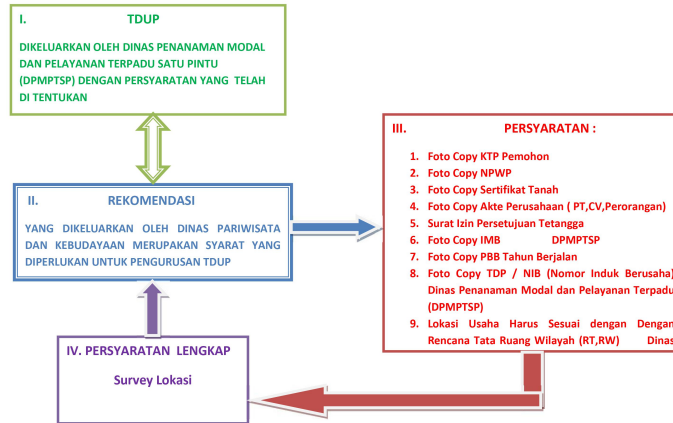 I. TDUP
DIKELUARKAN OLEH DINAS PENANAMAN MODAL
DAN PELAYANAN TERPADU SATU PINTU
(DPMPTSP) DENGAN PERSYARATAN YANG TELAH
DI TENTUKAN
II. REKOMENDASI
YANG DIKELUARKAN OLEH DINAS PARIWISATA
DAN KEBUDAYAAN MERUPAKAN SYARAT YANG
DIPERLUKAN UNTUK PENGURUSAN TDUP
III. PERSYARATAN :
1. Foto Copy KTP Pemohon
2. Foto Copy NPWP
3. Foto Copy Sertifikat Tanah
4. Foto Copy Akte Perusahaan ( PT,CV,Perorangan)
5. Surat Izin Persetujuan Tetangga
6. Foto Copy IMB DPMPTSP
7. Foto Copy PBB Tahun Berjalan
8. Foto Copy TDP / NIB (Nomor Induk Berusaha)
Dinas Penanaman Modal dan Pelayanan Terpadu
(DPMPTSP)
9. Lokasi Usaha Harus Sesuai dengan Dengan
Rencana Tata Ruang Wilayah (RT,RW) Dinas
IV. PERSYARATAN LENGKAP
Survey Lokasi